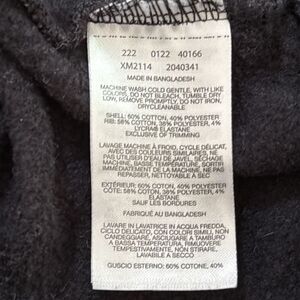 222 0122 40166
XM2114 2040341
MADE IN BANGLADESH
MACHINE WASH COLD GENTLE, WITH LIKE
COLORS, DO NOT BLEACH, TUMBLE DRY
LOW, REMOVE PROMPTLY, DO NOT IRON,
DRYCLEANABLE
SHELL: 60% COTTON, 40% POLYESTER
RIB: 58% COTTON, 38% POLYESTER, 4%
LYCRA® ELASTANE
EXCLUSIVE OF TRIMMING
LAVAGE MACHINE À FROID, CYCLE DÉLICAT,
AVEC DES COULEURS SIMILAIRES, NE
PAS UTILISER D'EAU DE JAVEL, SÉCHAGE
MACHINE, BASSE TEMPÉRATURE, SORTIR
IMMÉDIATEMENT DE LA MACHINE, NE PAS
REPASSER, NETTOYABLE A SEC
EXTÉRIEUR: 60% COTON, 40% POLYESTER
CÔTE: 58% COTON, 38% POLYESTER, 4%
ELASTANE
SAUF LES BORDURES
FABRIQUÉ AU BANGLADESH
LAVARE IN LAVATRICE IN ACQUA FREDDA,
CICLO DELICATO, CON COLORI SIMILI, NON
CANDEGGIARE, ASCIUGARE A TAMBURO
A BASSA TEMPERATURA, RIMUOVERE
TEMPESTIVAMENTE, NON STIRARE,
LAVABILE A SECCO
GUSCIO ESTERNO: 60% COTONE, 40%